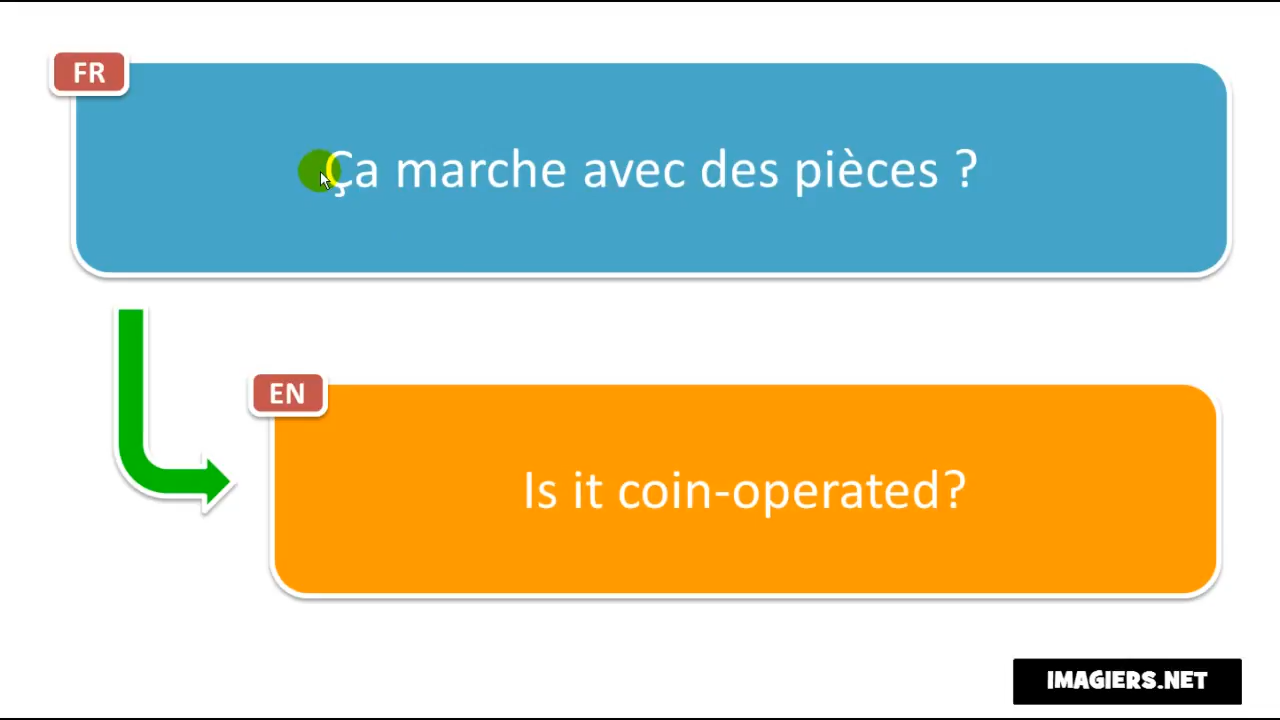 FR
Ça marche avec des pièces ?
EN
Is it coin-operated?
IMAGIERS.NET